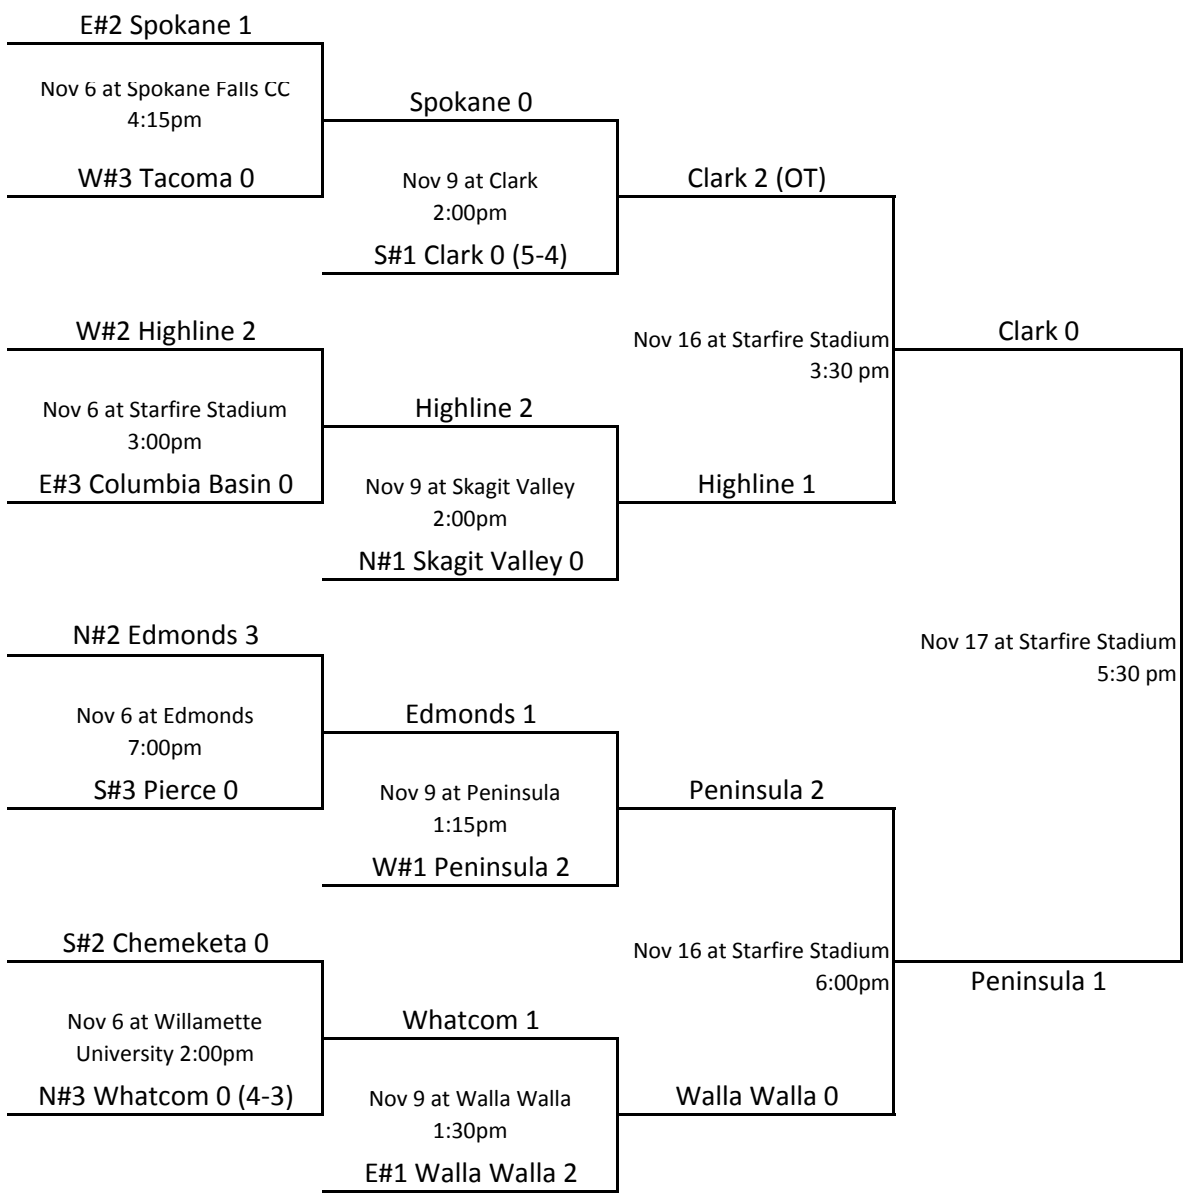 E#2 Spokane 1
Nov 6 at Spokane Falls CC
4:15pm
W#3 Tacoma 0
Spokane 0
Nov 9 at Clark
2:00pm
S#1 Clark 0 (5-4)
Clark 2 (OT)
W#2 Highline 2
Nov 6 at Starfire Stadium
3:00pm
E#3 Columbia Basin 0
Highline 2
Nov 9 at Skagit Valley
2:00pm
N#1 Skagit Valley 0
Highline 1
Nov 16 at Starfire Stadium
3:30 pm
Clark 0
N#2 Edmonds 3
Nov 6 at Edmonds
7:00pm
S#3 Pierce 0
Edmonds 1
Nov 9 at Peninsula
1:15pm
W#1 Peninsula 2
Peninsula 2
S#2 Chemeketa 0
Nov 6 at Willamette
University 2:00pm
N#3 Whatcom 0 (4-3)
Whatcom 1
Nov 9 at Walla Walla
1:30pm
E#1 Walla Walla 2
Walla Walla 0
Nov 16 at Starfire Stadium
6:00pm
Peninsula 1
Nov 17 at Starfire Stadium
5:30 pm